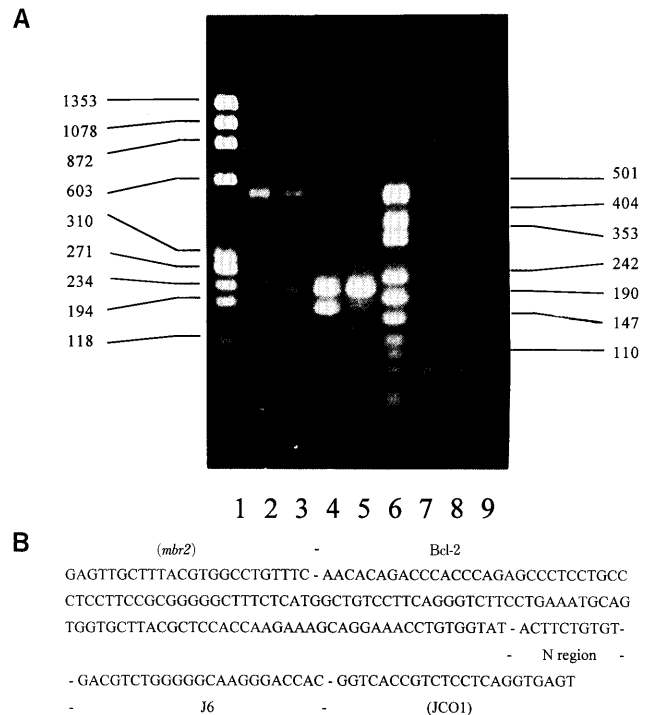 A
1353
1078
872
603
310
271
234
194
118
501
404
353
242
190
147
110
1 2 3 4 5 6 7 8 9
B
(mbr2) - Bcl-2
GAGTTGCTTTACGTGGCCTGTTTC - AACACAGACCCACCCAGAGCCCTCCTGCC
CTCCTTCCGCGGGGGCTTTCTCATGGCTGTCCTTCAGGGTCTTCCTGAAATGCAG
TGGTGCTTACGCTCCACCAAGAAAGCAGGAAACCTGTGGTAT - ACTTCTGTGT-
- N region -
- GACGTCTGGGGGCAAGGGACCAC - GGTCACCGTCTCCTCAGGTGAGT
- J6 - (JCO1)